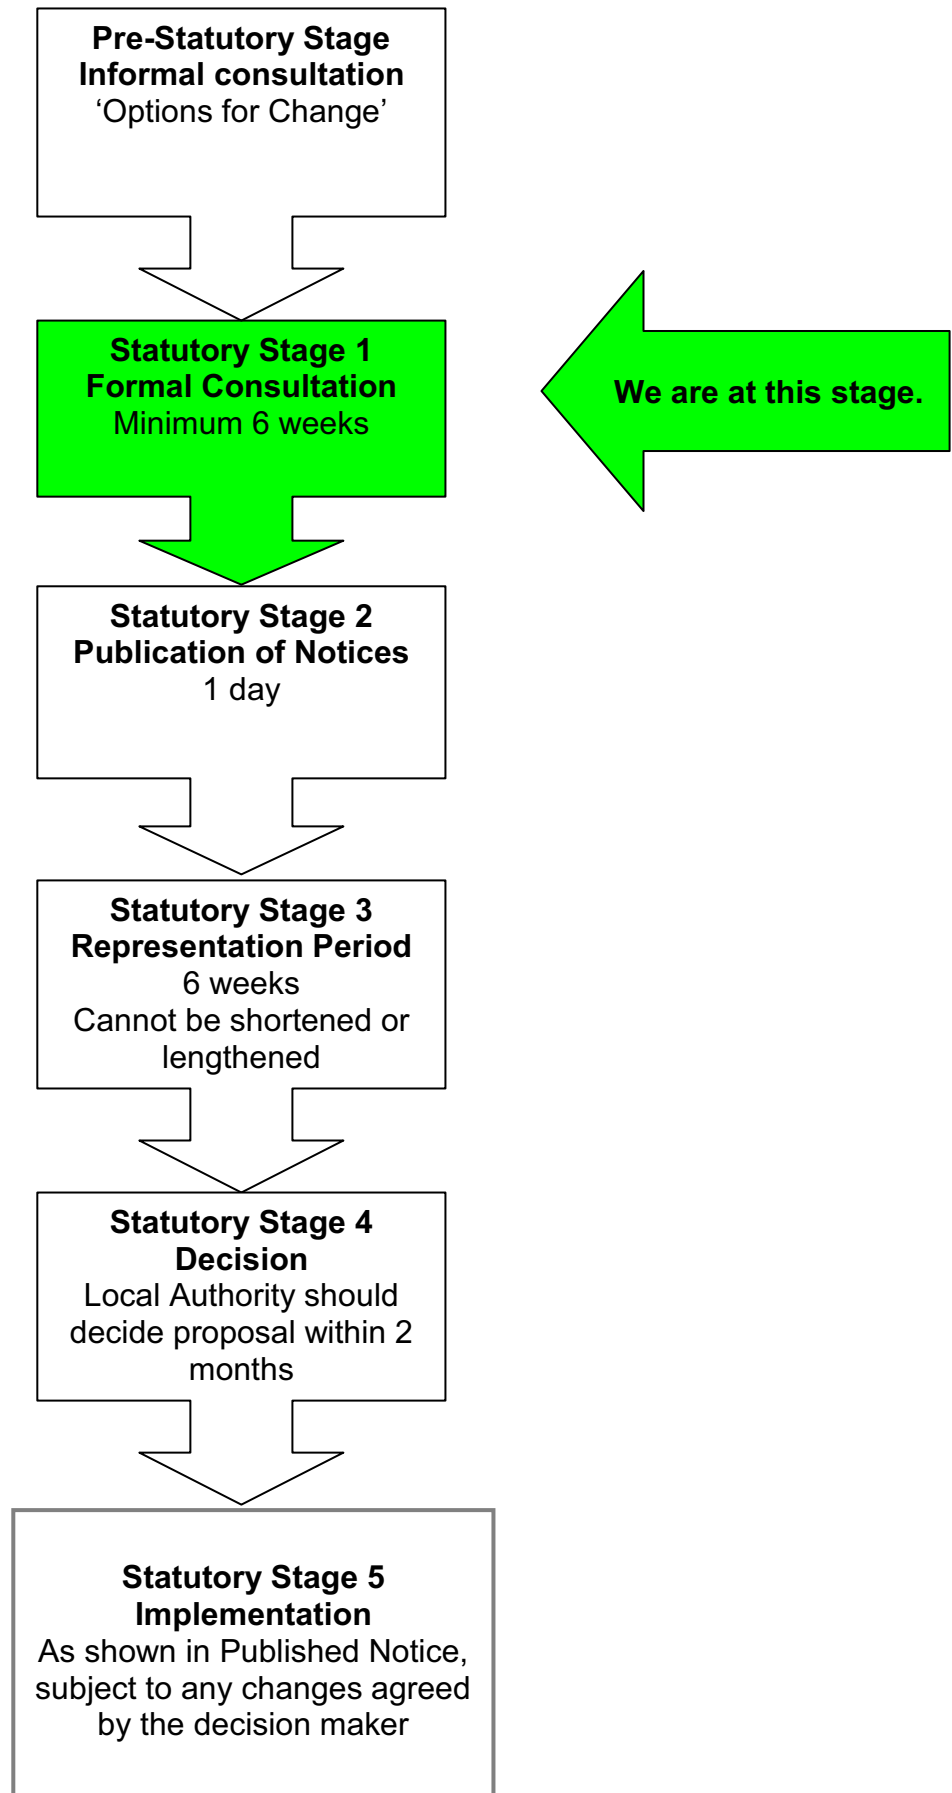 Pre-Statutory Stage
Informal consultation
‘Options for Change’
Statutory Stage 1
Formal Consultation
Minimum 6 weeks
We are at this stage.
Statutory Stage 2
Publication of Notices
1 day
Statutory Stage 3
Representation Period
6 weeks
Cannot be shortened or
lengthened
Statutory Stage 4
Decision
Local Authority should
decide proposal within 2
months
Statutory Stage 5
Implementation
As shown in Published Notice,
subject to any changes agreed
by the decision maker